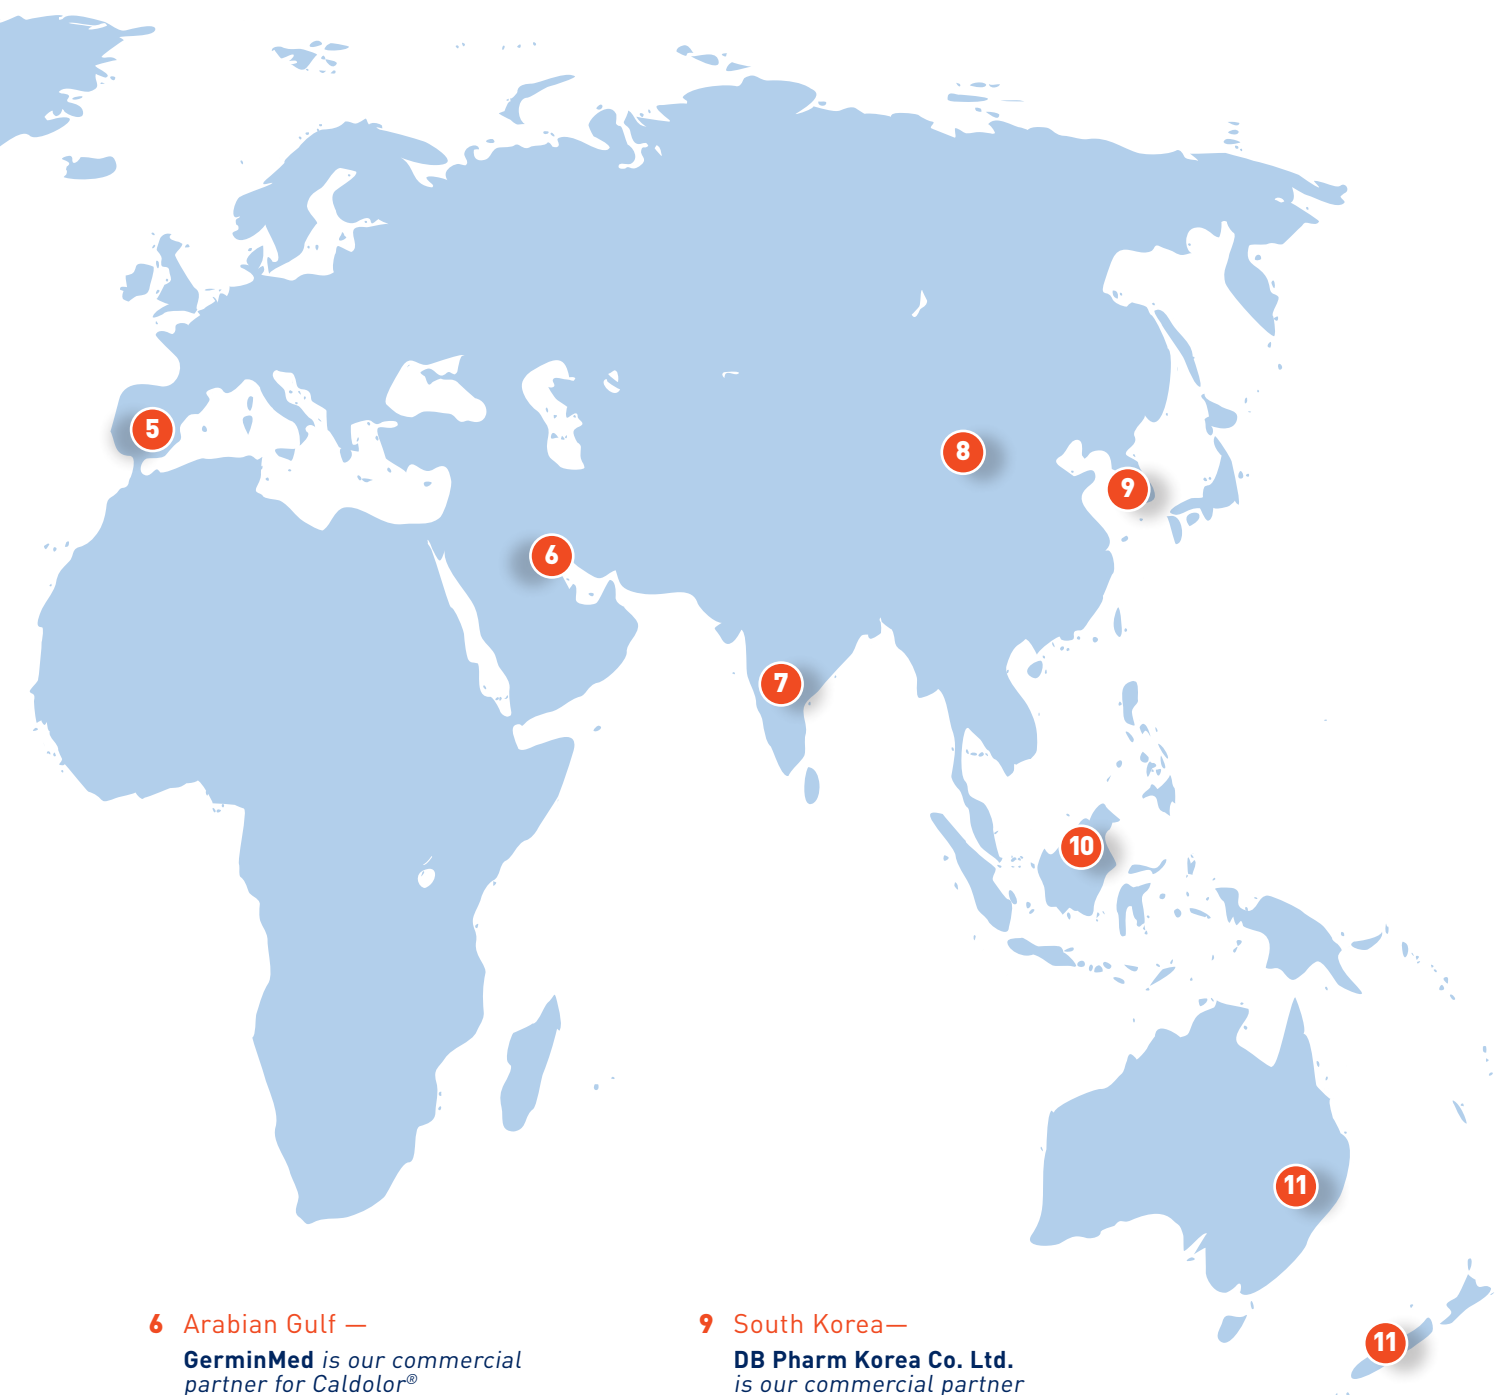 5
8
9
6
7
10
11
11
6 Arabian Gulf —
GerminMed is our commercial
partner for Caldolor®
9 South Korea—
DB Pharm Korea Co. Ltd.
is our commercial partner